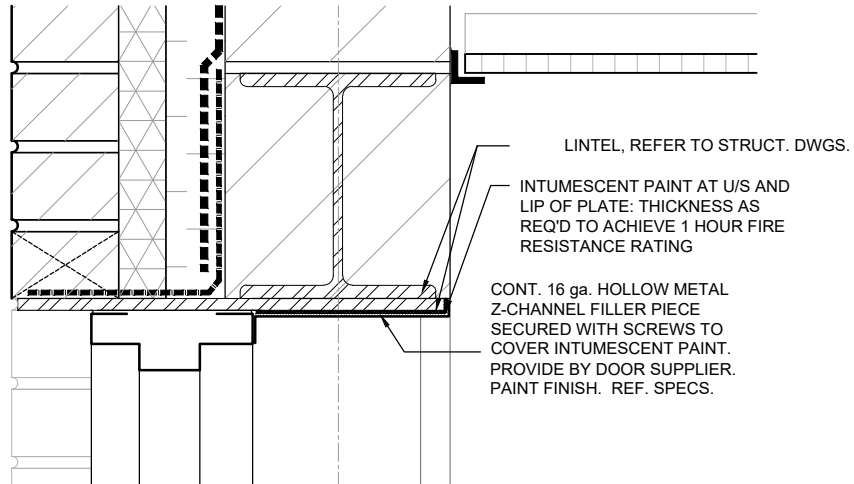 LINTEL, REFER TO STRUCT. DWGS.
INTUMESCENT PAINT AT U/S AND
LIP OF PLATE: THICKNESS AS
REQ'D TO ACHIEVE 1 HOUR FIRE
RESISTANCE RATING
CONT. 16 ga. HOLLOW METAL
Z-CHANNEL FILLER PIECE
SECURED WITH SCREWS TO
COVER INTUMESCENT PAINT.
PROVIDE BY DOOR SUPPLIER.
PAINT FINISH. REF. SPECS.